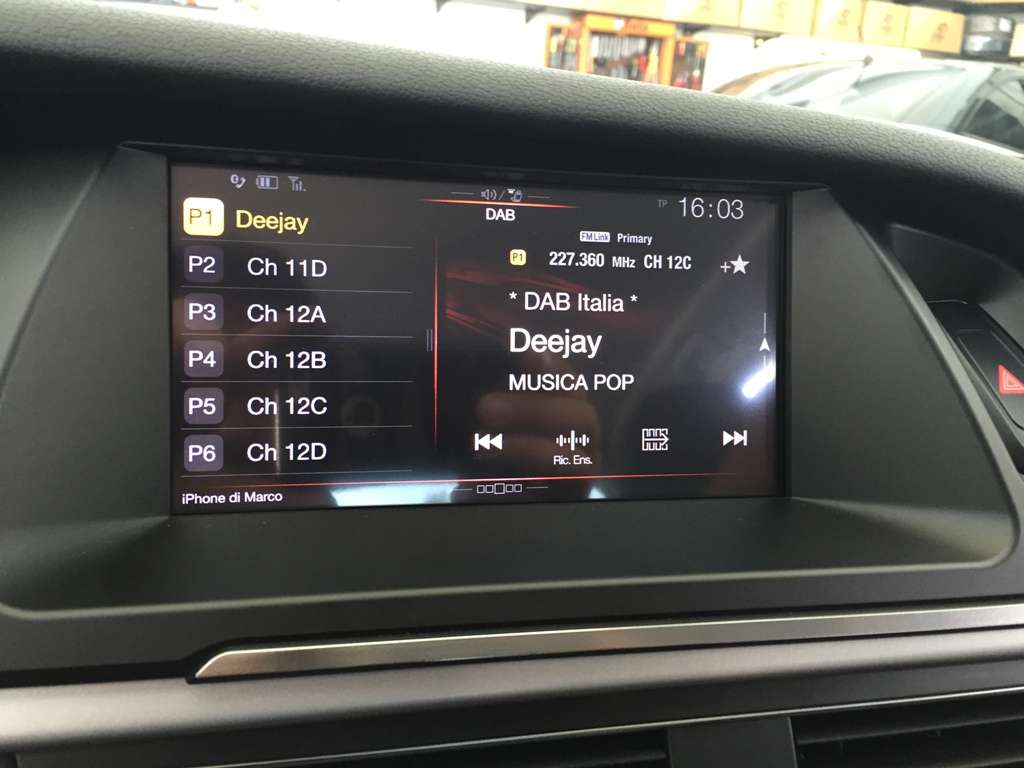 P1 Deejay
P2 Ch 11D
P3 Ch 12A
P4 Ch 12B
P5 Ch 12C
P6 Ch 12D
iPhone di Marco
DAB
TP 16:03
FM Link Primary
P1 227.360 MHz CH 12C
* DAB Italia *
Deejay
MUSICA POP
Ric. Ens.